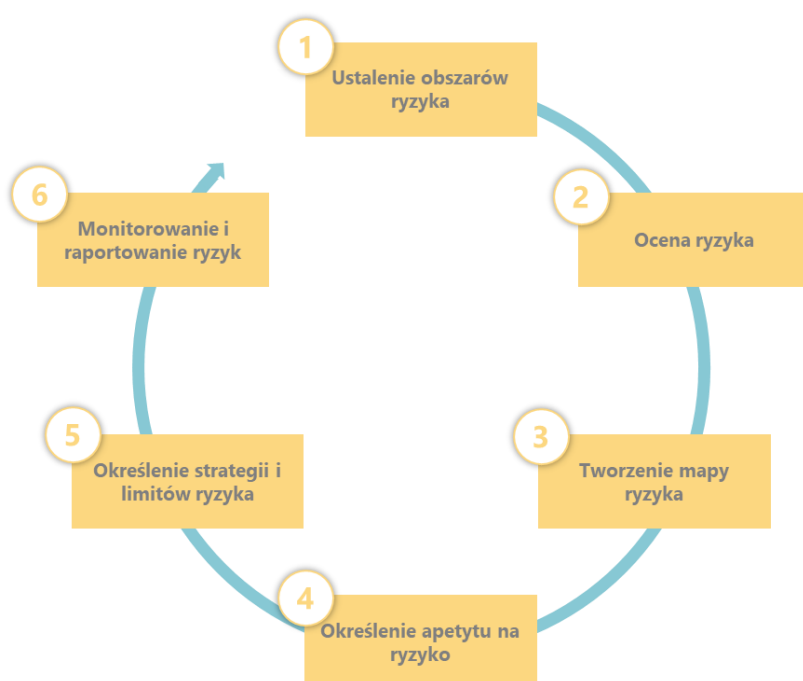 1
Ustalenie obszarów
ryzyka
2
Ocena ryzyka
3
Tworzenie mapy
ryzyka
4
Określenie apetytu na
ryzyko
5
Określenie strategii i
limitów ryzyka
6
Monitorowanie i
raportowanie ryzyk